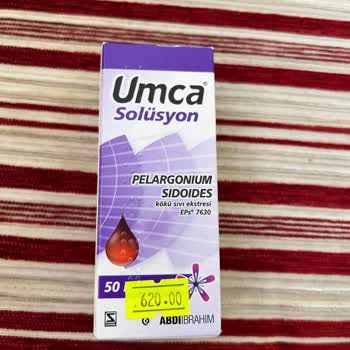 Umca®
Solüsyon
PELARGONIUM
SIDOIDES
kökü sıvı ekstresi
EPs® 7630
50
620.00
ABDİİBRAHİM